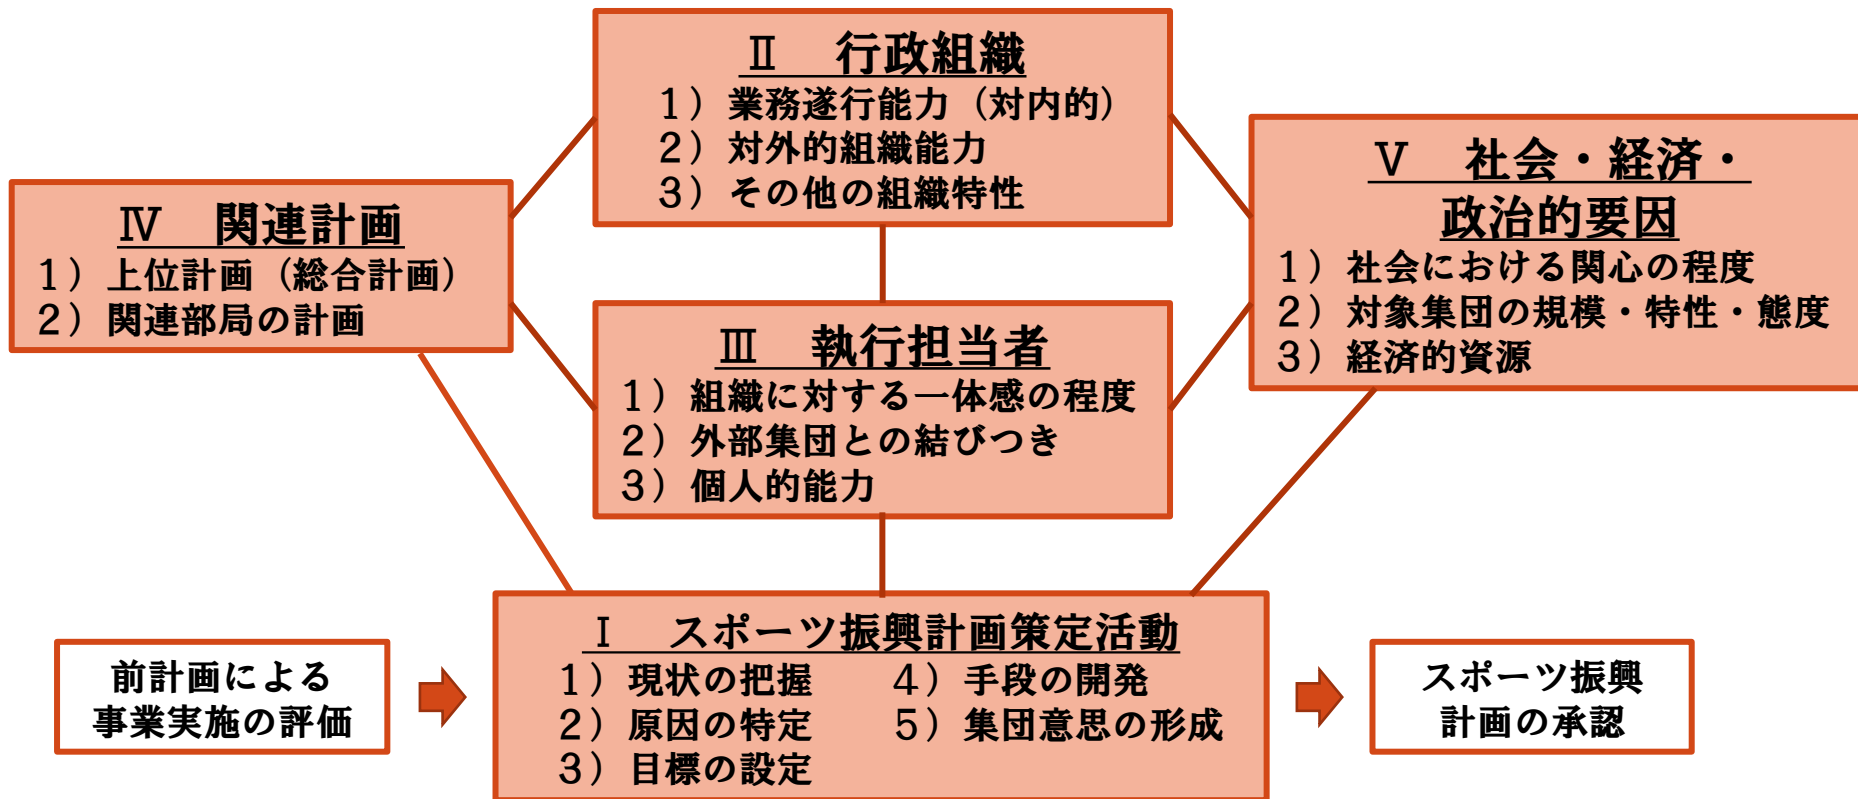 Ⅱ　行政組織
１）業務遂行能力（対内的）
２）対外的組織能力
３）その他の組織特性
Ⅳ　関連計画
１）上位計画（総合計画）
２）関連部局の計画
Ⅴ　社会・経済・
政治的要因
１）社会における関心の程度
２）対象集団の規模・特性・態度
３）経済的資源
Ⅲ　執行担当者
１）組織に対する一体感の程度
２）外部集団との結びつき
３）個人的能力
前計画による
事業実施の評価
Ⅰ　スポーツ振興計画策定活動
１）現状の把握　　４）手段の開発
２）原因の特定　　５）集団意思の形成
３）目標の設定
スポーツ振興
計画の承認